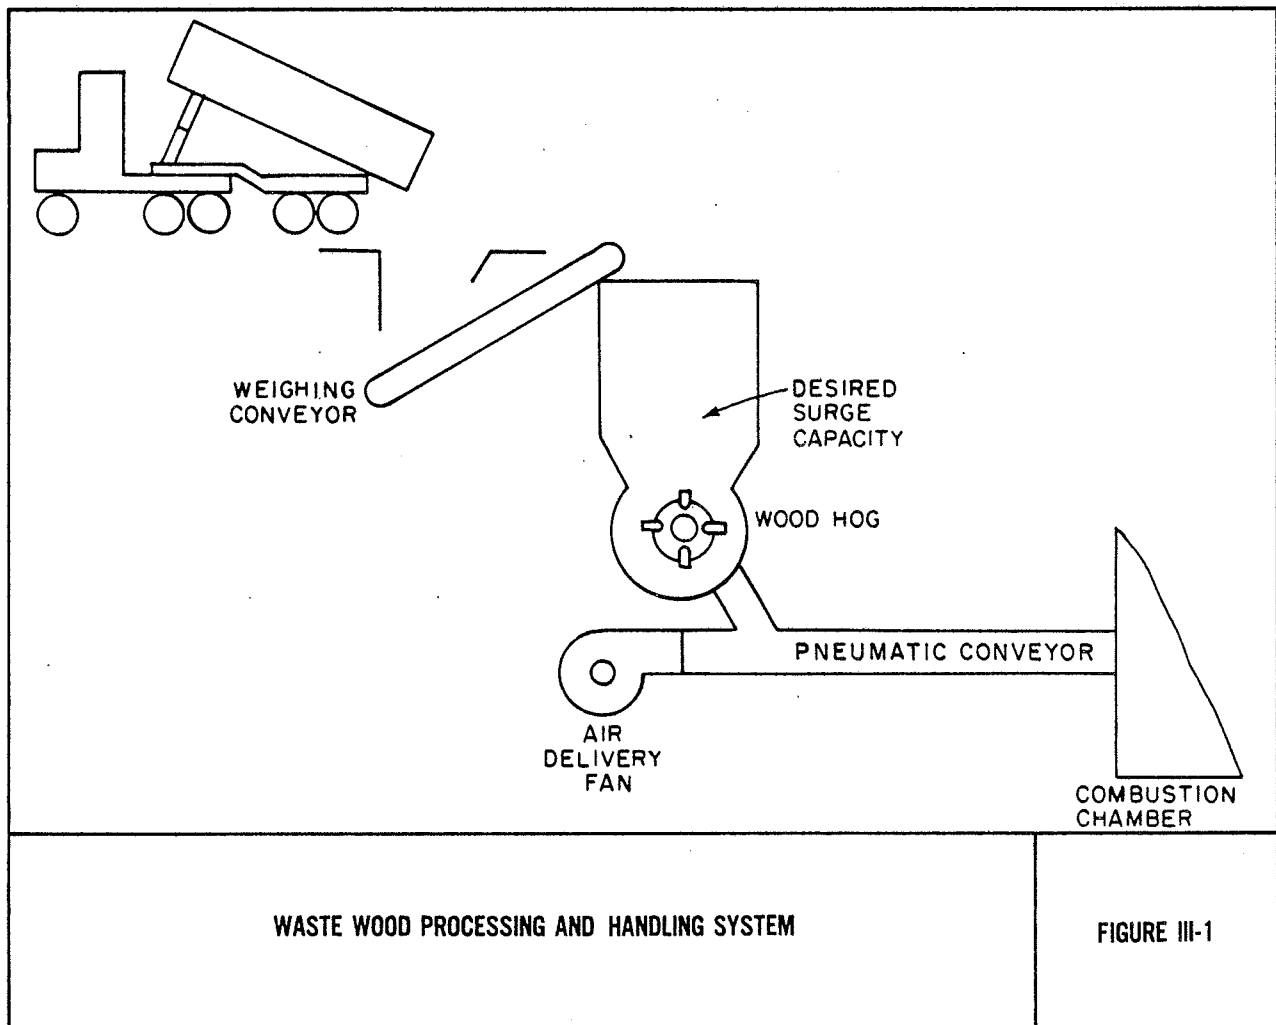 WEIGHING
CONVEYOR
DESIRED
SURGE
CAPACITY
WOOD HOG
PNEUMATIC CONVEYOR
AIR
DELIVERY
FAN
COMBUSTION
CHAMBER
WASTE WOOD PROCESSING AND HANDLING SYSTEM
FIGURE III-1